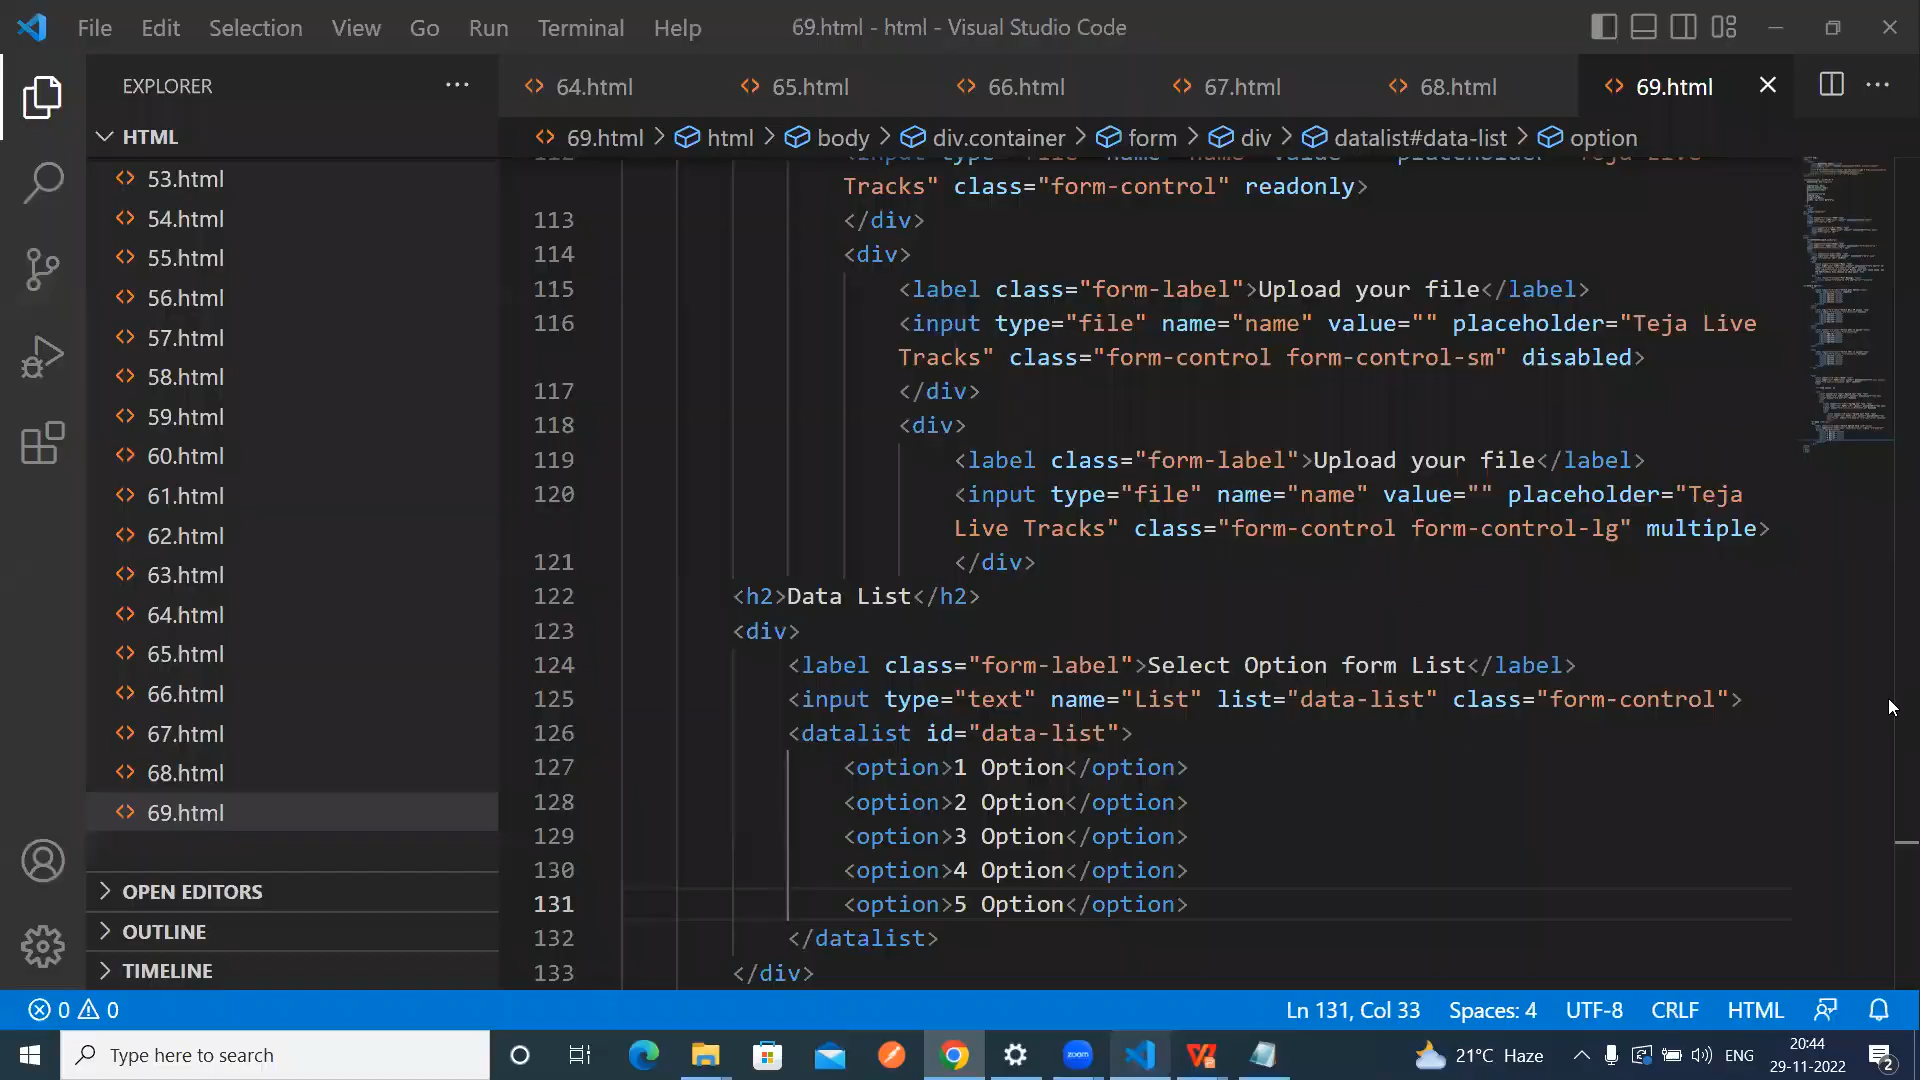 File Edit Selection View Go Run Terminal Help
69.html - html - Visual Studio Code
EXPLORER
64.html 65.html 66.html 67.html 68.html 69.html
HTML
69.html > html > body > div.container > form > div > datalist#data-list > option
53.html
54.html
55.html
56.html
57.html
58.html
59.html
60.html
61.html
62.html
63.html
64.html
65.html
66.html
67.html
68.html
69.html
OPEN EDITORS
OUTLINE
TIMELINE
112 <input type="file" name="name" value="" placeholder="Teja Live
Tracks" class="form-control" readonly>
113 </div>
114 <div>
115 <label class="form-label">Upload your file</label>
116 <input type="file" name="name" value="" placeholder="Teja Live
Tracks" class="form-control form-control-sm" disabled>
117 </div>
118 <div>
119 <label class="form-label">Upload your file</label>
120 <input type="file" name="name" value="" placeholder="Teja
Live Tracks" class="form-control form-control-lg" multiple>
121 </div>
122 <h2>Data List</h2>
123 <div>
124 <label class="form-label">Select Option form List</label>
125 <input type="text" name="List" list="data-list" class="form-control">
126 <datalist id="data-list">
127 <option>1 Option</option>
128 <option>2 Option</option>
129 <option>3 Option</option>
130 <option>4 Option</option>
131 <option>5 Option</option>
132 </datalist>
133 </div>
0 0
Ln 131, Col 33 Spaces: 4 UTF-8 CRLF HTML
Type here to search
zoom
21°C Haze
ENG
20:44
29-11-2022
2